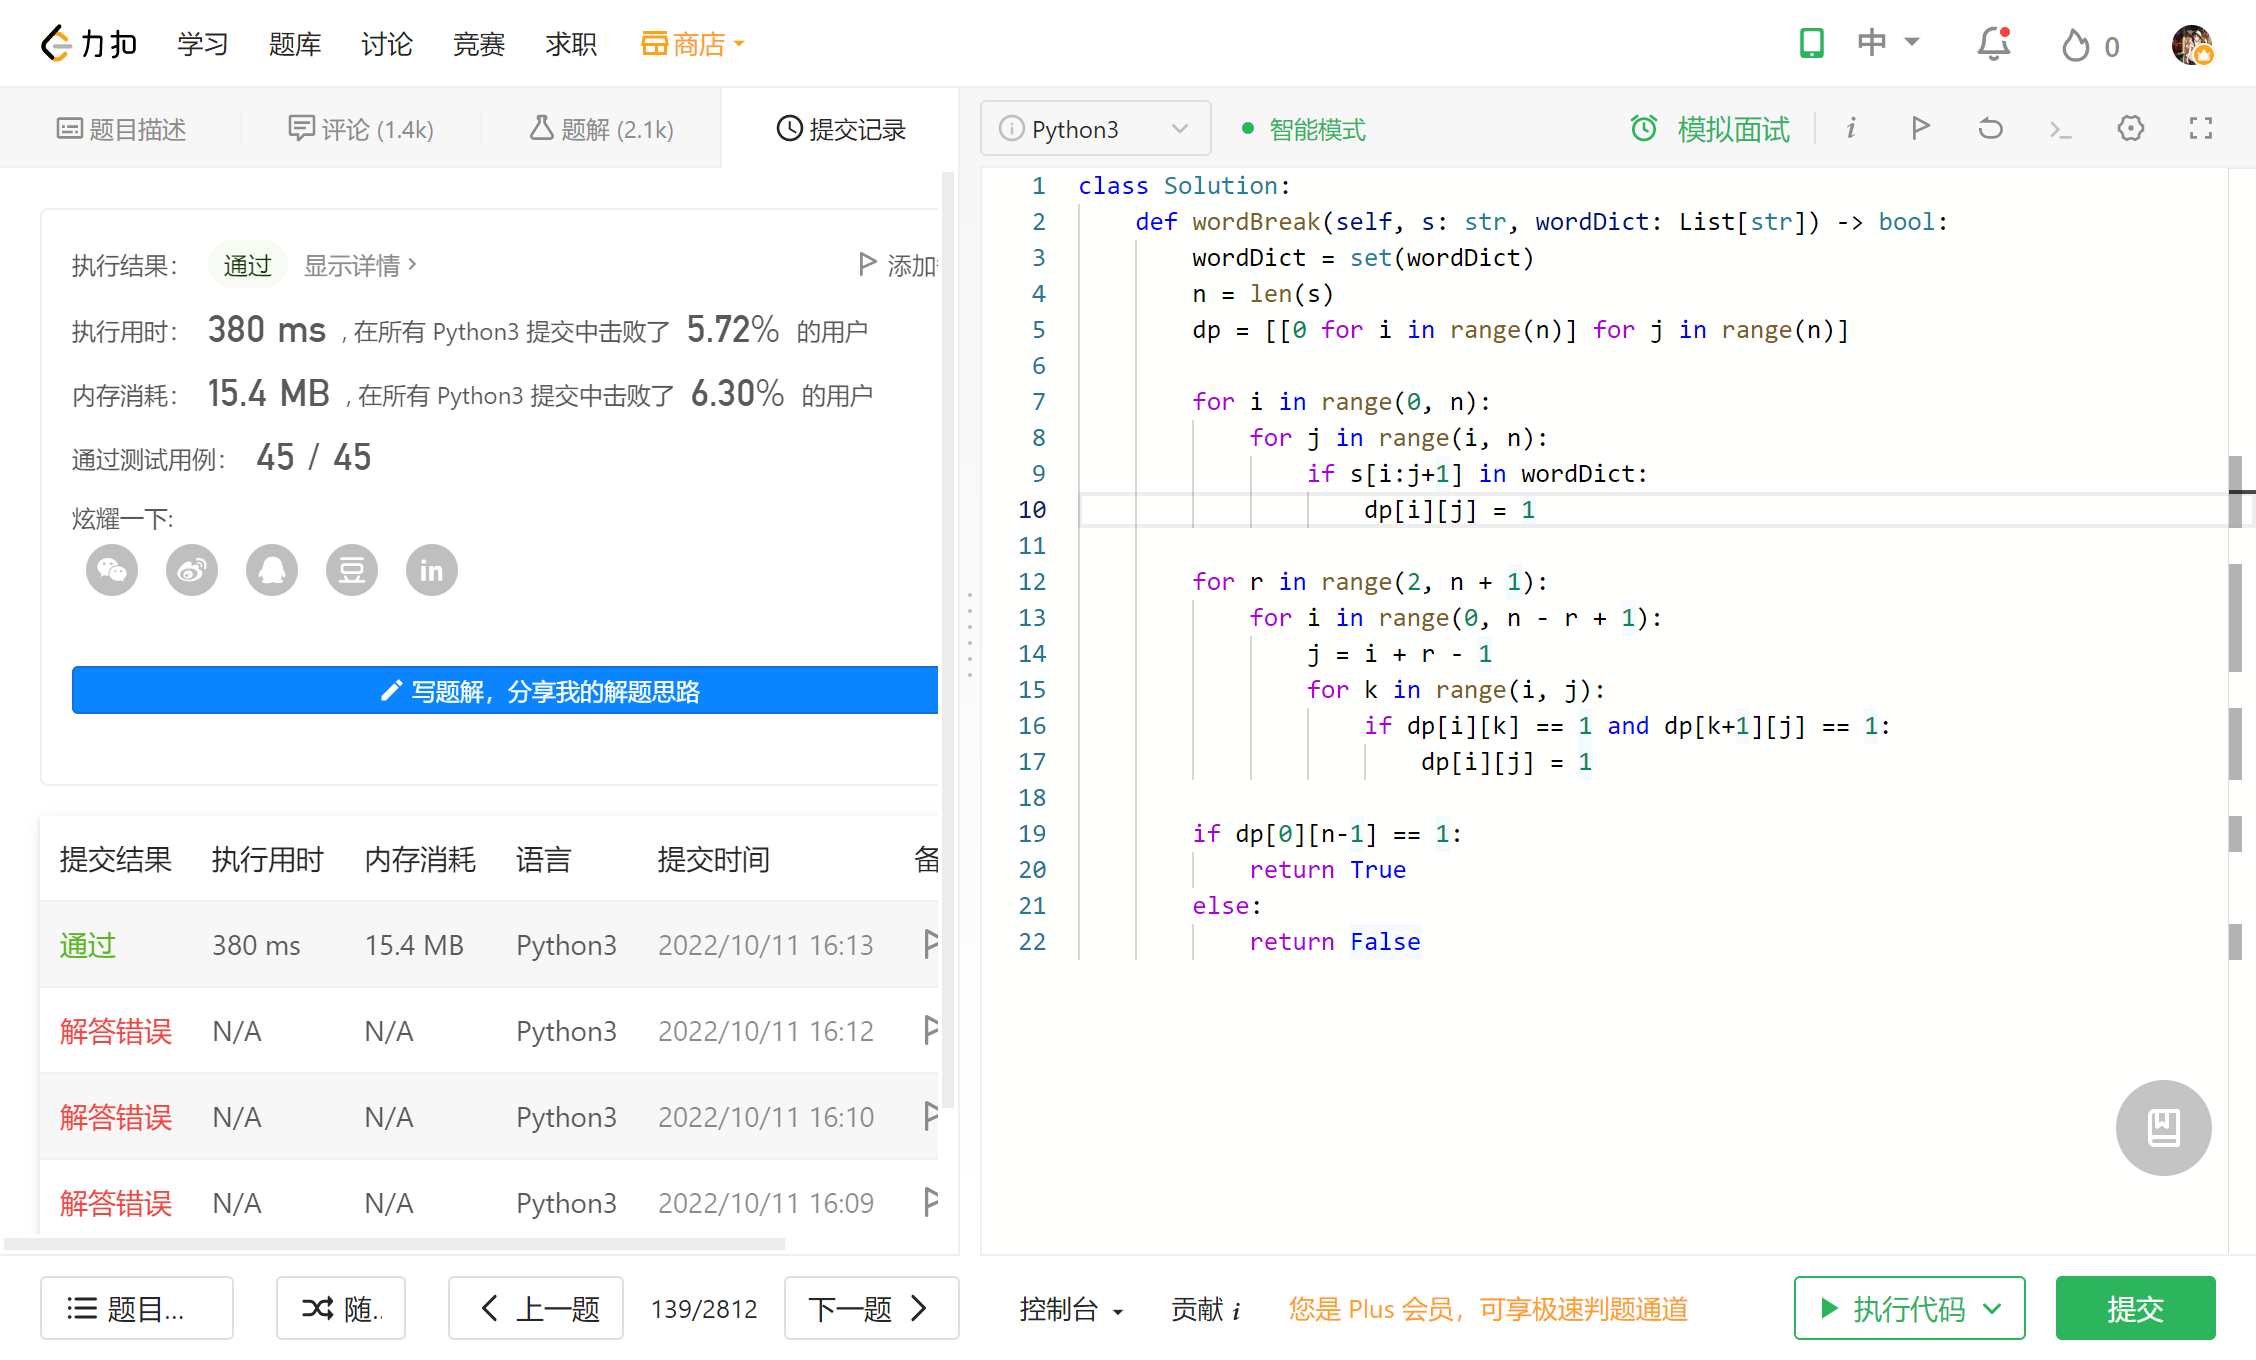 力扣 学习 题库 讨论 竞赛 求职 商店 中 0
题目描述 评论 (1.4k) 题解 (2.1k) 提交记录
执行结果： 通过 显示详情 > 添加
执行用时： 380 ms , 在所有 Python3 提交中击败了 5.72% 的用户
内存消耗： 15.4 MB , 在所有 Python3 提交中击败了 6.30% 的用户
通过测试用例： 45 / 45
炫耀一下:
in
写题解，分享我的解题思路
提交结果 执行用时 内存消耗 语言 提交时间 备
通过 380 ms 15.4 MB Python3 2022/10/11 16:13
解答错误 N/A N/A Python3 2022/10/11 16:12
解答错误 N/A N/A Python3 2022/10/11 16:10
解答错误 N/A N/A Python3 2022/10/11 16:09
Python3 智能模式 模拟面试 i
1 class Solution:
2     def wordBreak(self, s: str, wordDict: List[str]) -> bool:
3         wordDict = set(wordDict)
4         n = len(s)
5         dp = [[0 for i in range(n)] for j in range(n)]
6
7         for i in range(0, n):
8             for j in range(i, n):
9                 if s[i:j+1] in wordDict:
10                     dp[i][j] = 1
11
12         for r in range(2, n + 1):
13             for i in range(0, n - r + 1):
14                 j = i + r - 1
15                 for k in range(i, j):
16                     if dp[i][k] == 1 and dp[k+1][j] == 1:
17                         dp[i][j] = 1
18
19         if dp[0][n-1] == 1:
20             return True
21         else:
22             return False
题目... 随.. 上一题 139/2812 下一题 控制台 贡献 i 您是 Plus 会员，可享极速判题通道 执行代码 提交